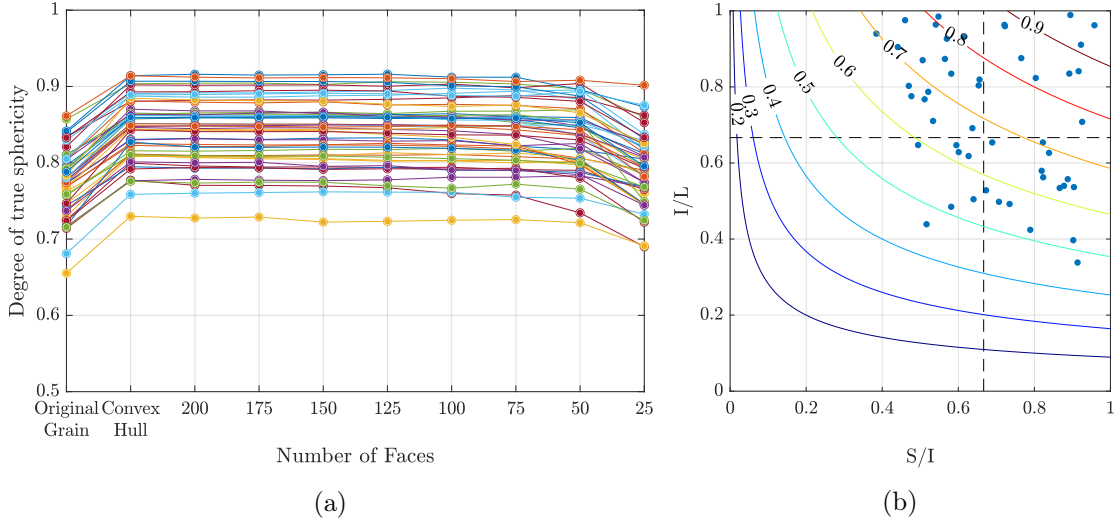 1
0.9
0.8
0.7
0.6
0.5
Degree of true sphericity
Original Convex 200 175 150 125 100 75 50 25
Grain Hull
Number of Faces
(a)
1
0.8
0.6
0.4
0.2
0
I/L
0.2
0.3
0.4
0.5
0.6
0.7
0.8
0.9
0 0.2 0.4 0.6 0.8 1
S/I
(b)